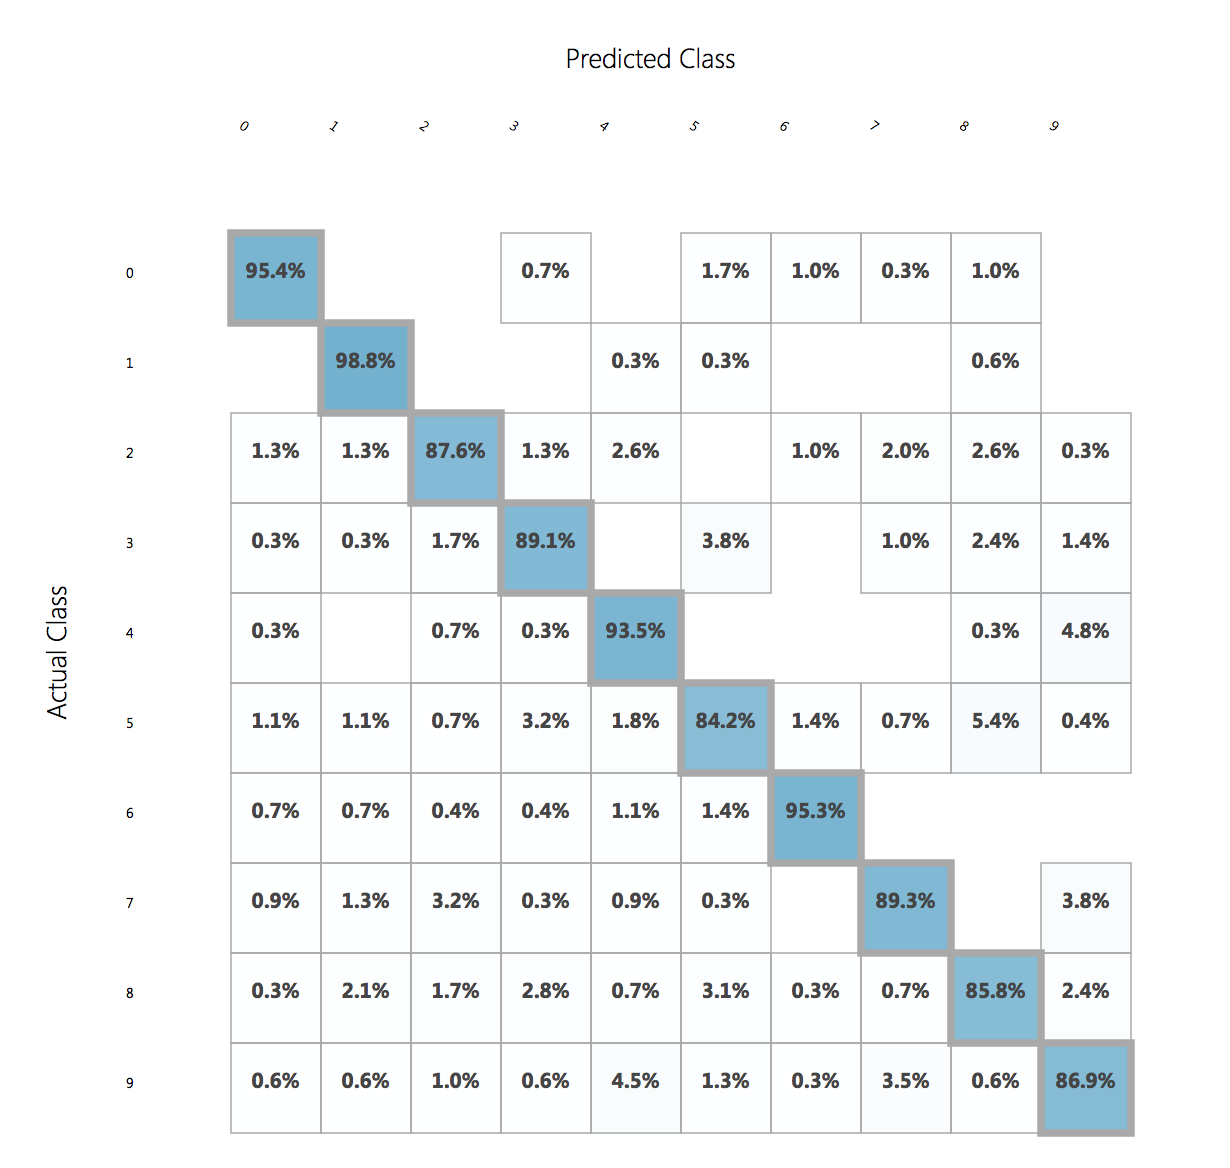 Predicted Class
0 1 2 3 4 5 6 7 8 9
0 95.4% 0.7% 1.7% 1.0% 0.3% 1.0%
1 98.8% 0.3% 0.3% 0.6%
2 1.3% 1.3% 87.6% 1.3% 2.6% 1.0% 2.0% 2.6% 0.3%
3 0.3% 0.3% 1.7% 89.1% 3.8% 1.0% 2.4% 1.4%
Actual Class
4 0.3% 0.7% 0.3% 93.5% 0.3% 4.8%
5 1.1% 1.1% 0.7% 3.2% 1.8% 84.2% 1.4% 0.7% 5.4% 0.4%
6 0.7% 0.7% 0.4% 0.4% 1.1% 1.4% 95.3%
7 0.9% 1.3% 3.2% 0.3% 0.9% 0.3% 89.3% 3.8%
8 0.3% 2.1% 1.7% 2.8% 0.7% 3.1% 0.3% 0.7% 85.8% 2.4%
9 0.6% 0.6% 1.0% 0.6% 4.5% 1.3% 0.3% 3.5% 0.6% 86.9%